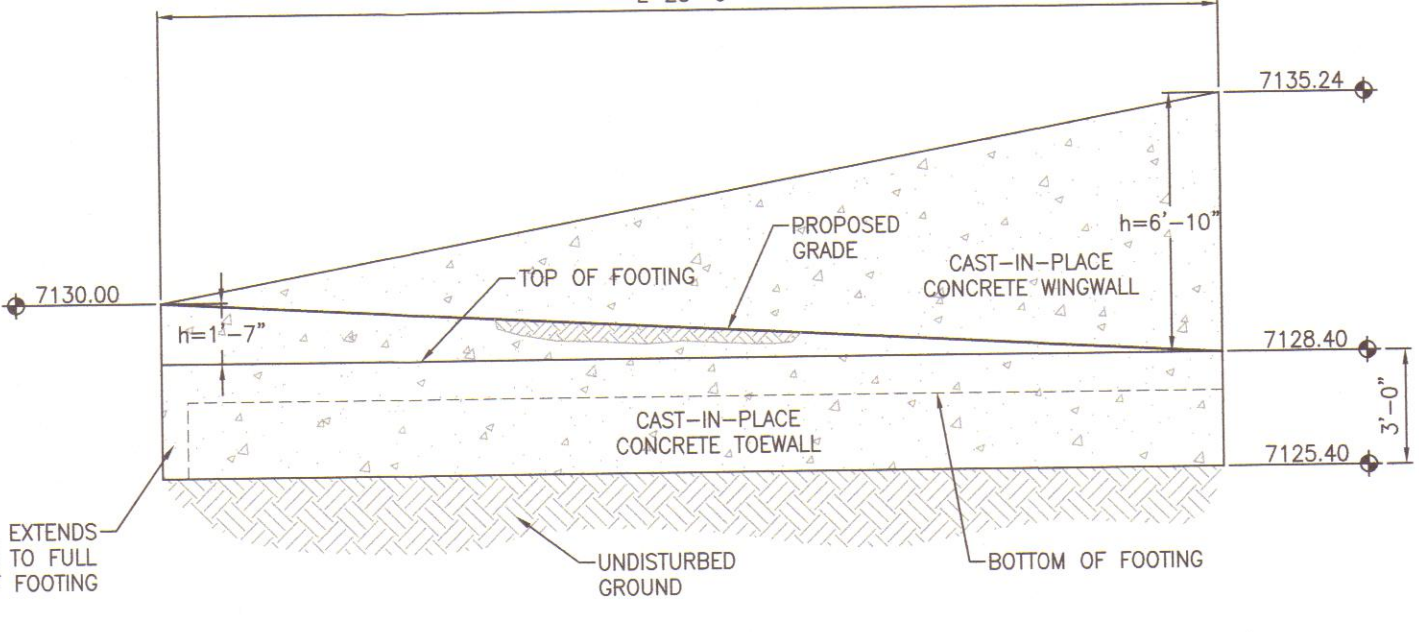 7135.24
PROPOSED
GRADE
h=6'-10"
CAST-IN-PLACE
CONCRETE WINGWALL
TOP OF FOOTING
7130.00
h=1'-7"
7128.40
3'-0"
CAST-IN-PLACE
CONCRETE TOEWALL
7125.40
EXTENDS
TO FULL
FOOTING
UNDISTURBED
GROUND
BOTTOM OF FOOTING